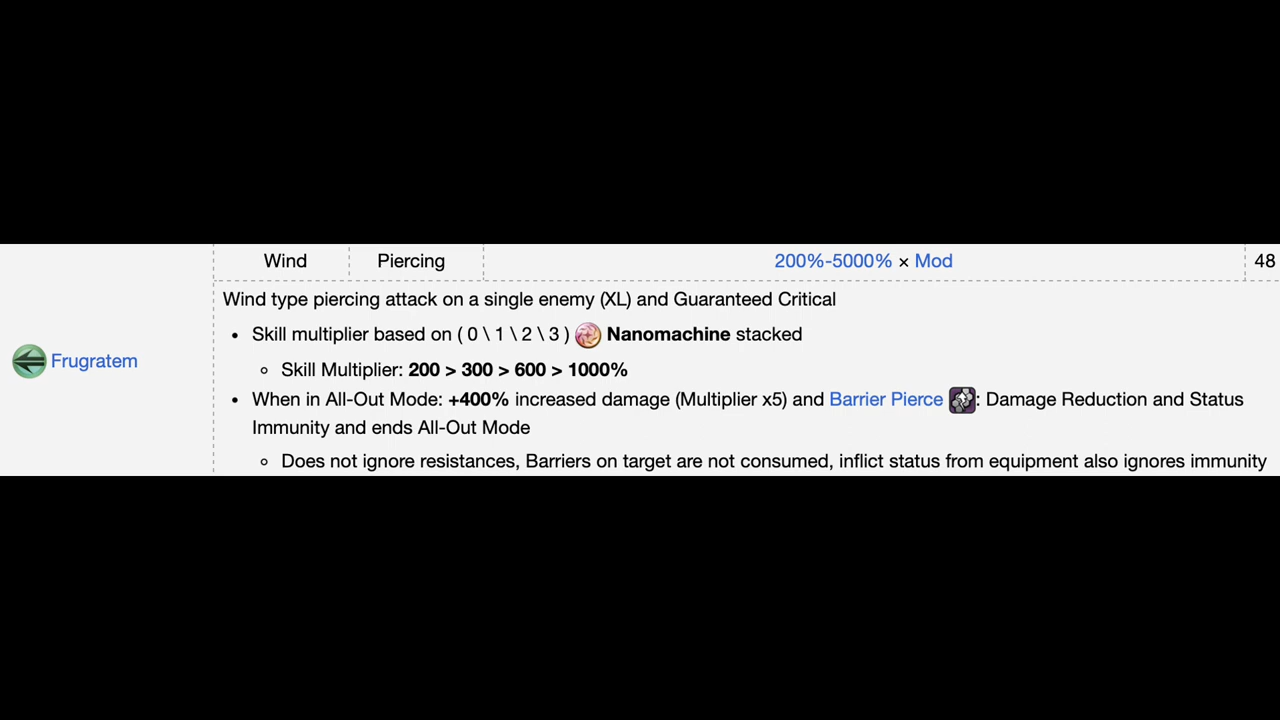 Wind Piercing 200%-5000% × Mod 48
Wind type piercing attack on a single enemy (XL) and Guaranteed Critical
• Skill multiplier based on ( 0 \ 1 \ 2 \ 3 ) Nanomachine stacked
Frugratem
◦ Skill Multiplier: 200 > 300 > 600 > 1000%
• When in All-Out Mode: +400% increased damage (Multiplier x5) and Barrier Pierce : Damage Reduction and Status
Immunity and ends All-Out Mode
◦ Does not ignore resistances, Barriers on target are not consumed, inflict status from equipment also ignores immunity